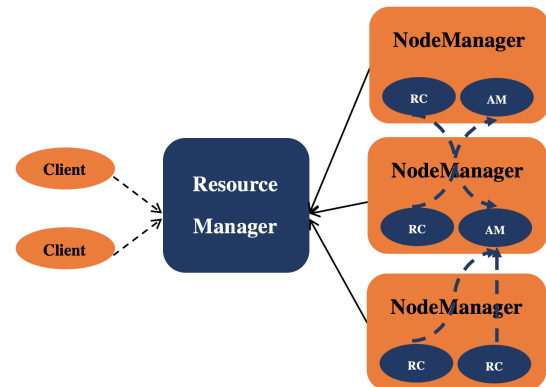 NodeManager
RC
AM
Client
Resource
Manager
NodeManager
RC
AM
Client
NodeManager
RC
RC